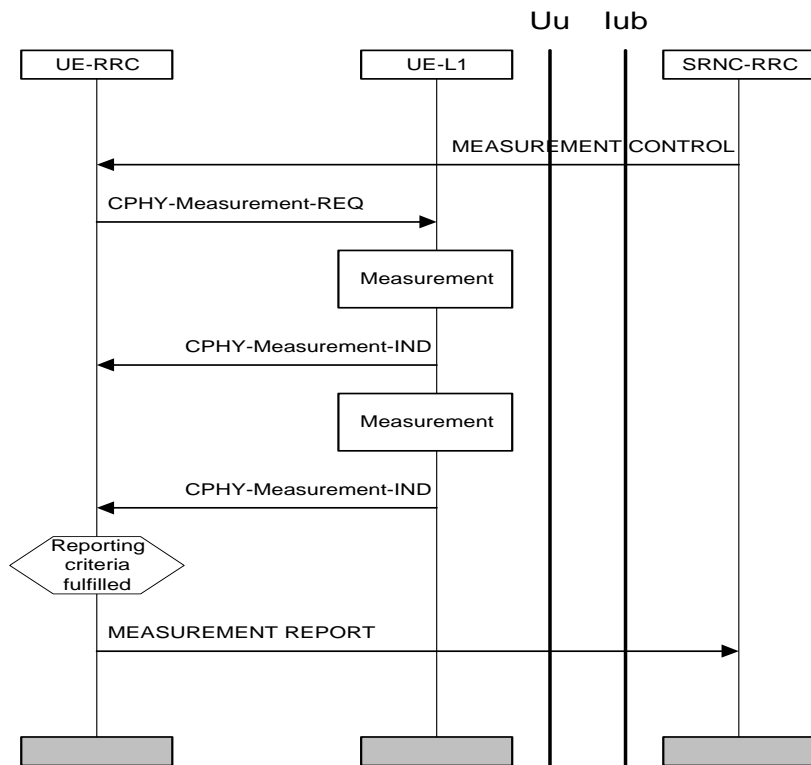 Uu Iub
UE-RRC UE-L1 SRNC-RRC
MEASUREMENT CONTROL
CPHY-Measurement-REQ
Measurement
CPHY-Measurement-IND
Measurement
CPHY-Measurement-IND
Reporting
criteria
fulfilled
MEASUREMENT REPORT